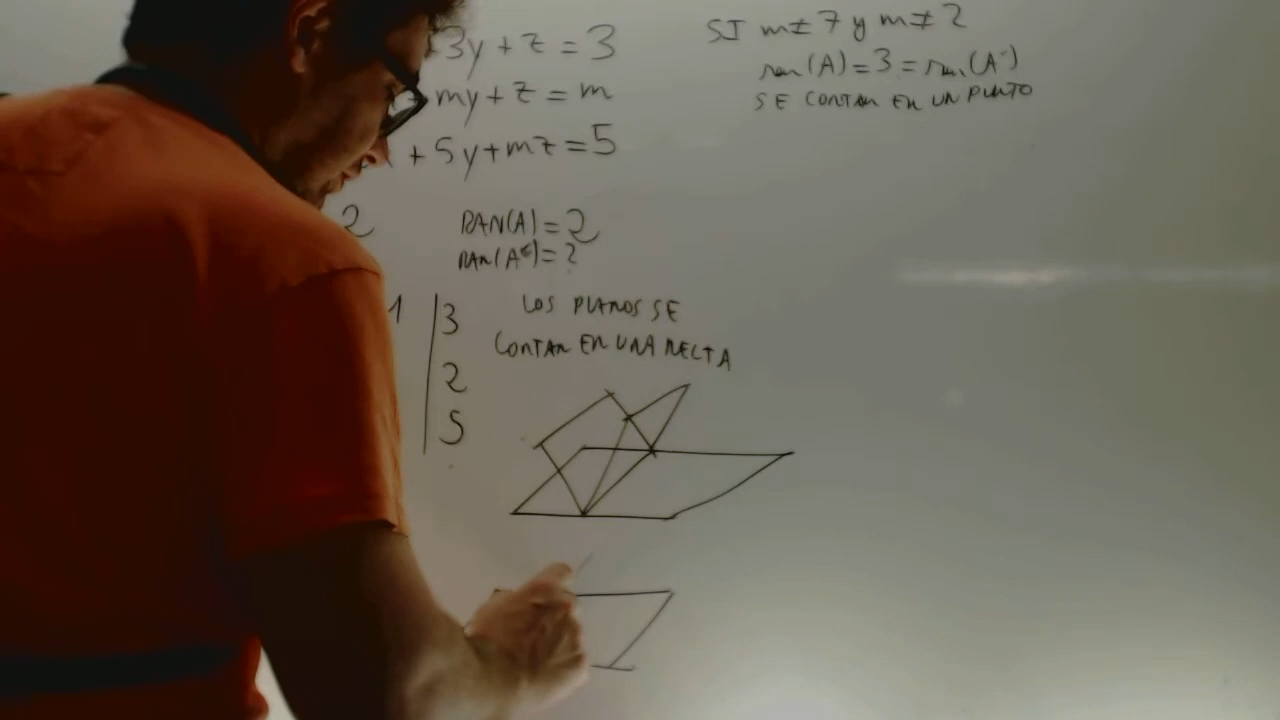 3y + z = 3
my + z = m
+ 5y + mz = 5
SI m ≠ 7 y m ≠ 2
ran(A) = 3 = ran(A*)
SE CORTAN EN UN PUNTO
2
RAN(A) = 2
RAN(A*) = 2
1 | 3
2
5
LOS PLANOS SE
CORTAN EN UNA RECTA